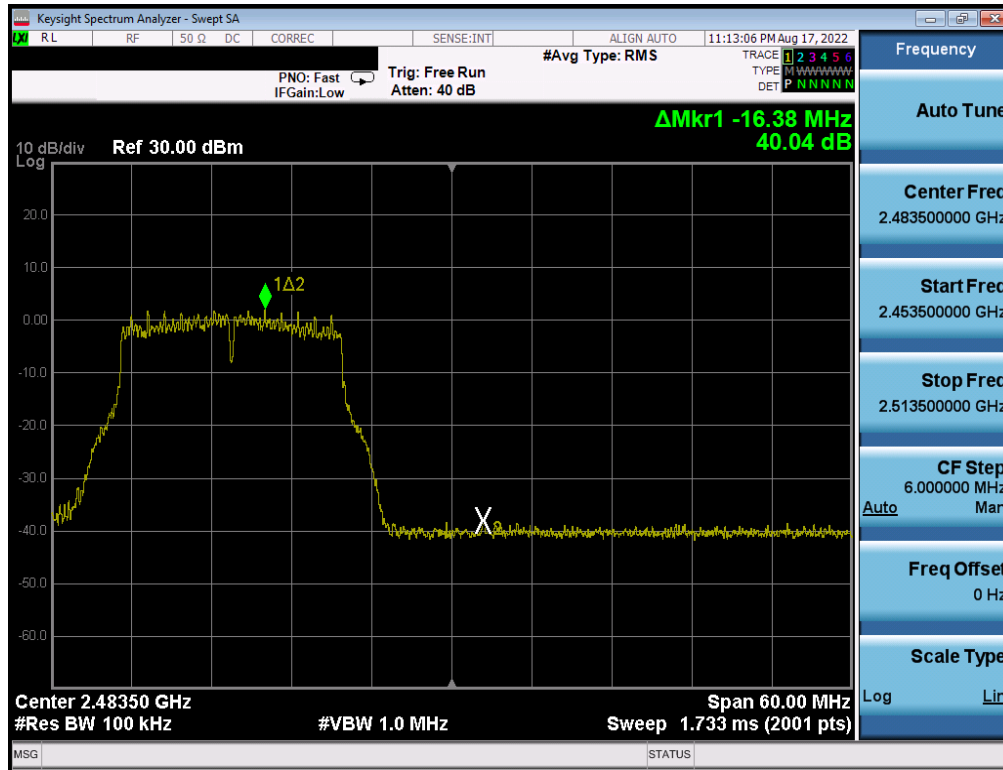 Keysight Spectrum Analyzer - Swept SA
LXI RL RF 50 Ω DC CORREC SENSE:INT ALIGN AUTO 11:13:06 PM Aug 17, 2022
PNO: Fast
IFGain:Low
Trig: Free Run
Atten: 40 dB
#Avg Type: RMS
TRACE 1 2 3 4 5 6
TYPE M WWWWW
DET P N N N N N
ΔMkr1 -16.38 MHz
40.04 dB
10 dB/div Ref 30.00 dBm
Log
20.0
10.0
0.00
-10.0
-20.0
-30.0
-40.0
-50.0
-60.0
1Δ2
X2
Center 2.48350 GHz Span 60.00 MHz
#Res BW 100 kHz #VBW 1.0 MHz Sweep 1.733 ms (2001 pts)
MSG STATUS
Frequency
Auto Tune
Center Freq
2.483500000 GHz
Start Freq
2.453500000 GHz
Stop Freq
2.513500000 GHz
CF Step
6.000000 MHz
Auto Man
Freq Offset
0 Hz
Scale Type
Log Lin